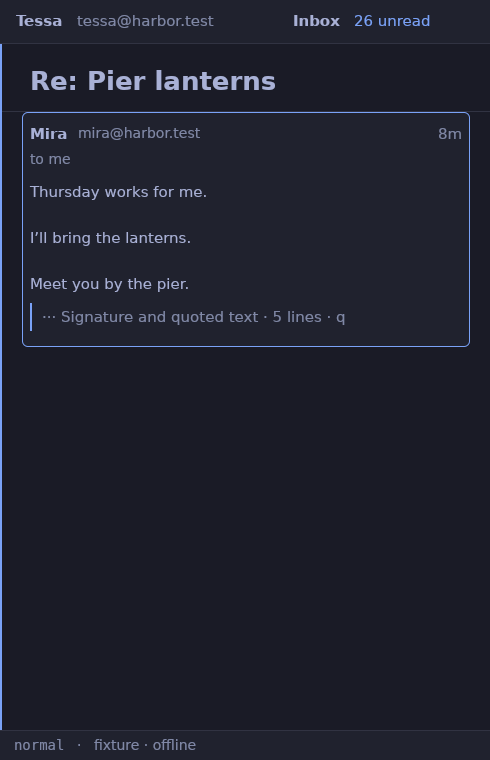 Tessa tessa@harbor.test Inbox 26 unread
Re: Pier lanterns
Mira mira@harbor.test 8m
to me
Thursday works for me.
I’ll bring the lanterns.
Meet you by the pier.
··· Signature and quoted text · 5 lines · q
normal · fixture · offline